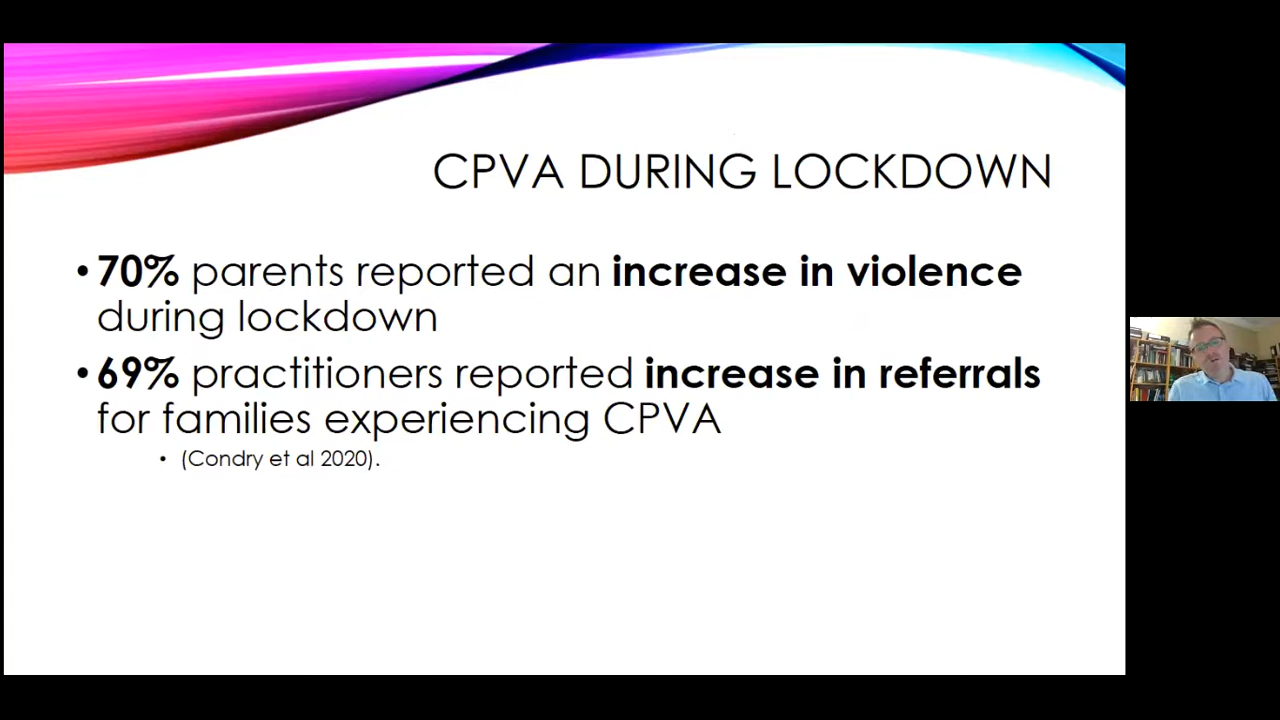 CPVA DURING LOCKDOWN
• 70% parents reported an increase in violence
during lockdown
• 69% practitioners reported increase in referrals
for families experiencing CPVA
• (Condry et al 2020).